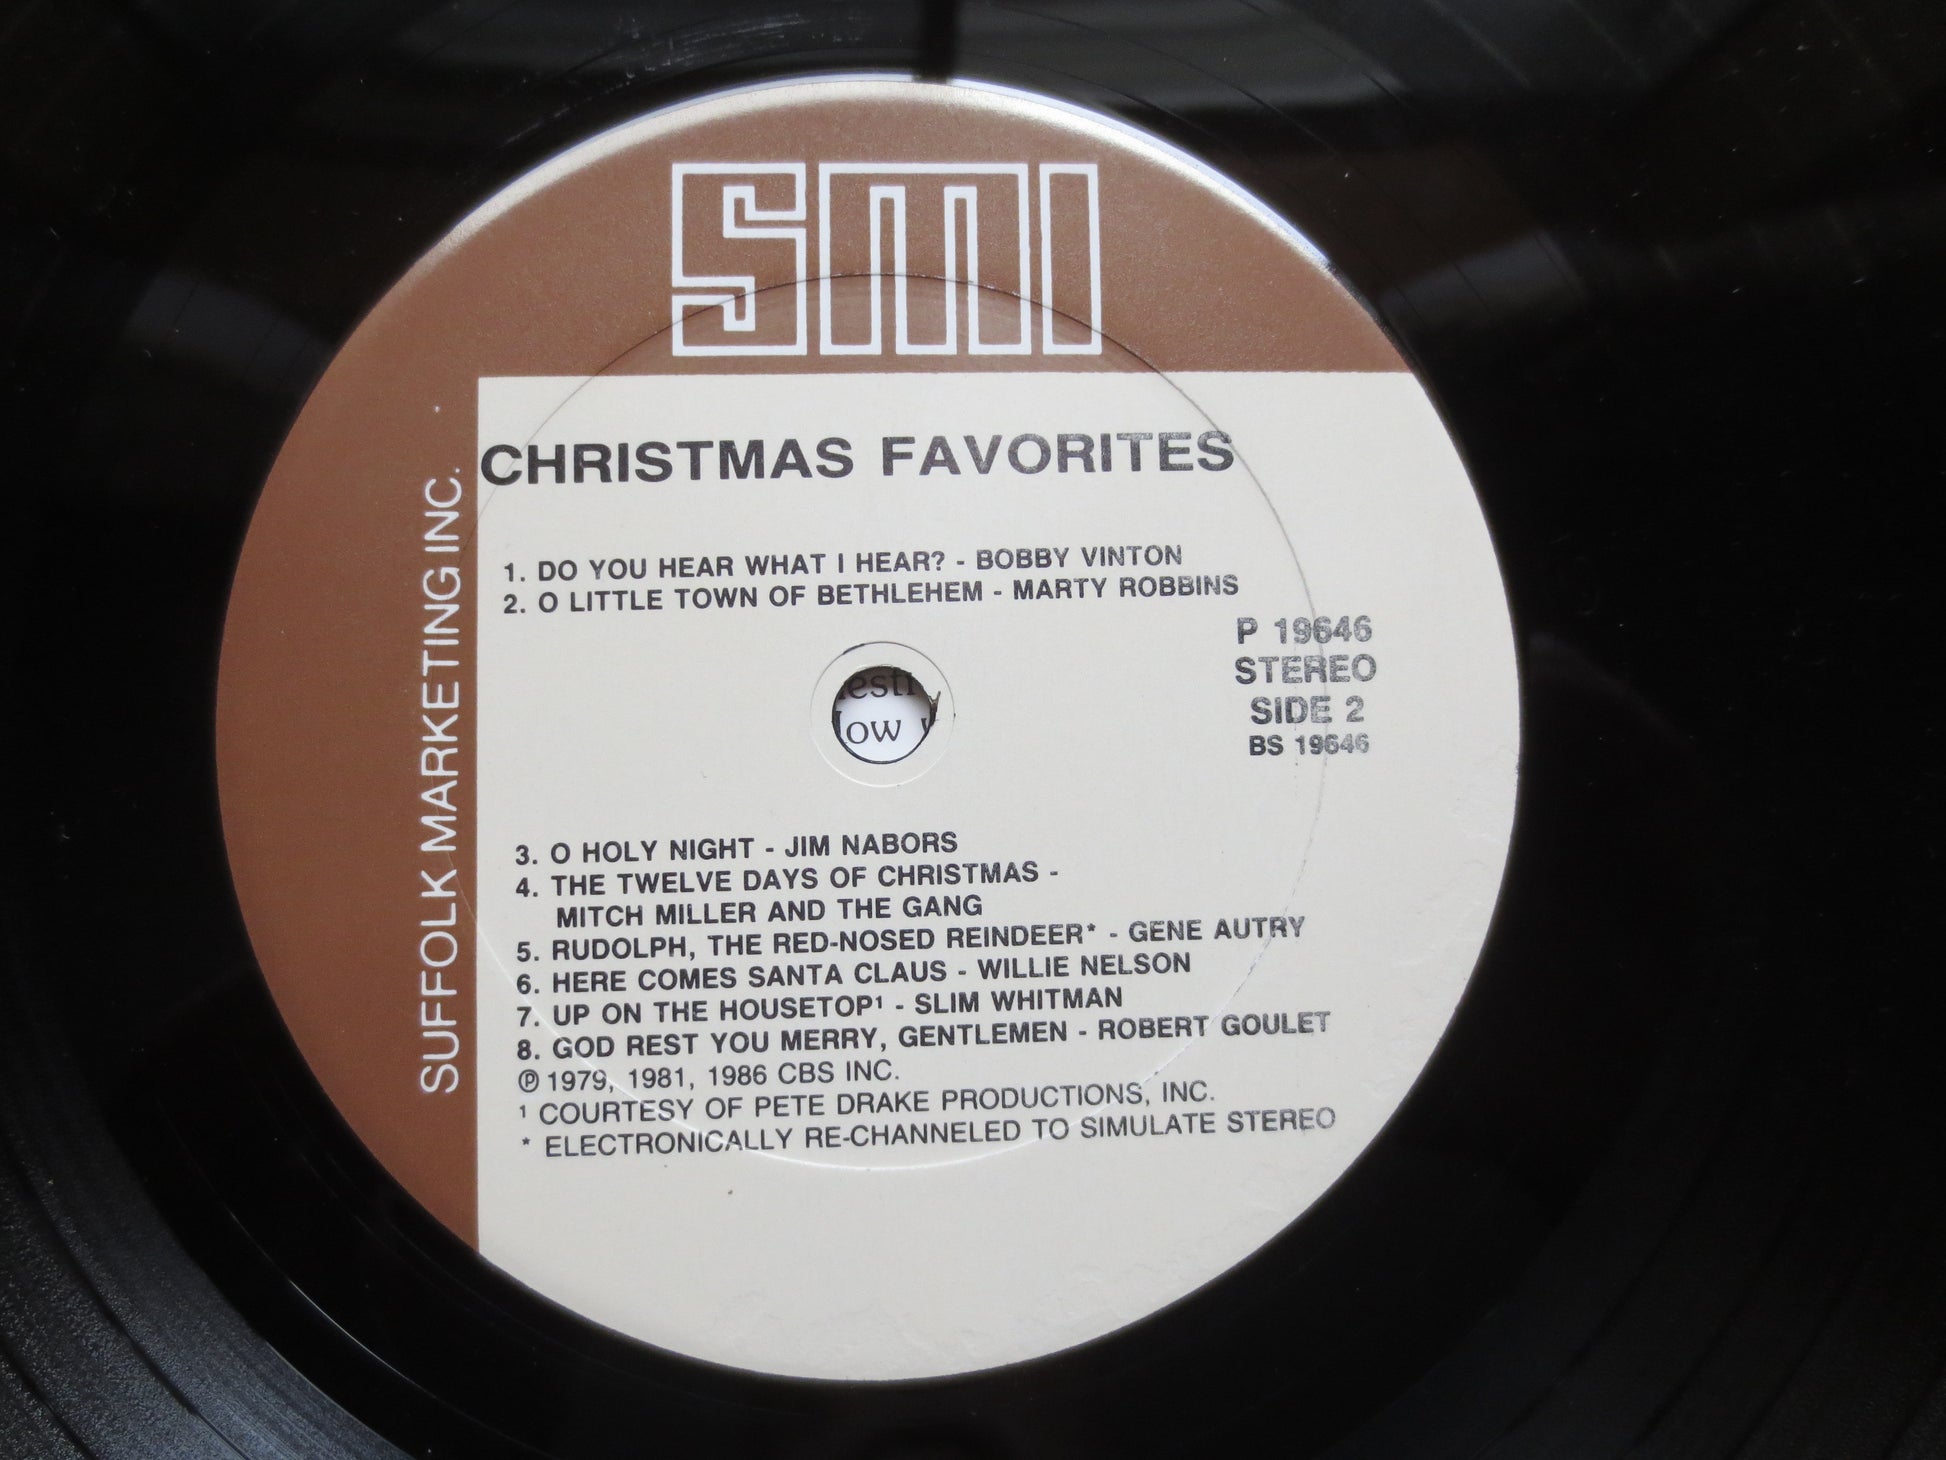 SMI
SUFFOLK MARKETING INC.
CHRISTMAS FAVORITES
1. DO YOU HEAR WHAT I HEAR? - BOBBY VINTON
2. O LITTLE TOWN OF BETHLEHEM - MARTY ROBBINS
P 19646
STEREO
SIDE 2
BS 19646
low
3. O HOLY NIGHT - JIM NABORS
4. THE TWELVE DAYS OF CHRISTMAS -
MITCH MILLER AND THE GANG
5. RUDOLPH, THE RED-NOSED REINDEER* - GENE AUTRY
6. HERE COMES SANTA CLAUS - WILLIE NELSON
7. UP ON THE HOUSETOP¹ - SLIM WHITMAN
8. GOD REST YOU MERRY, GENTLEMEN - ROBERT GOULET
℗ 1979, 1981, 1986 CBS INC.
¹ COURTESY OF PETE DRAKE PRODUCTIONS, INC.
* ELECTRONICALLY RE-CHANNELED TO SIMULATE STEREO